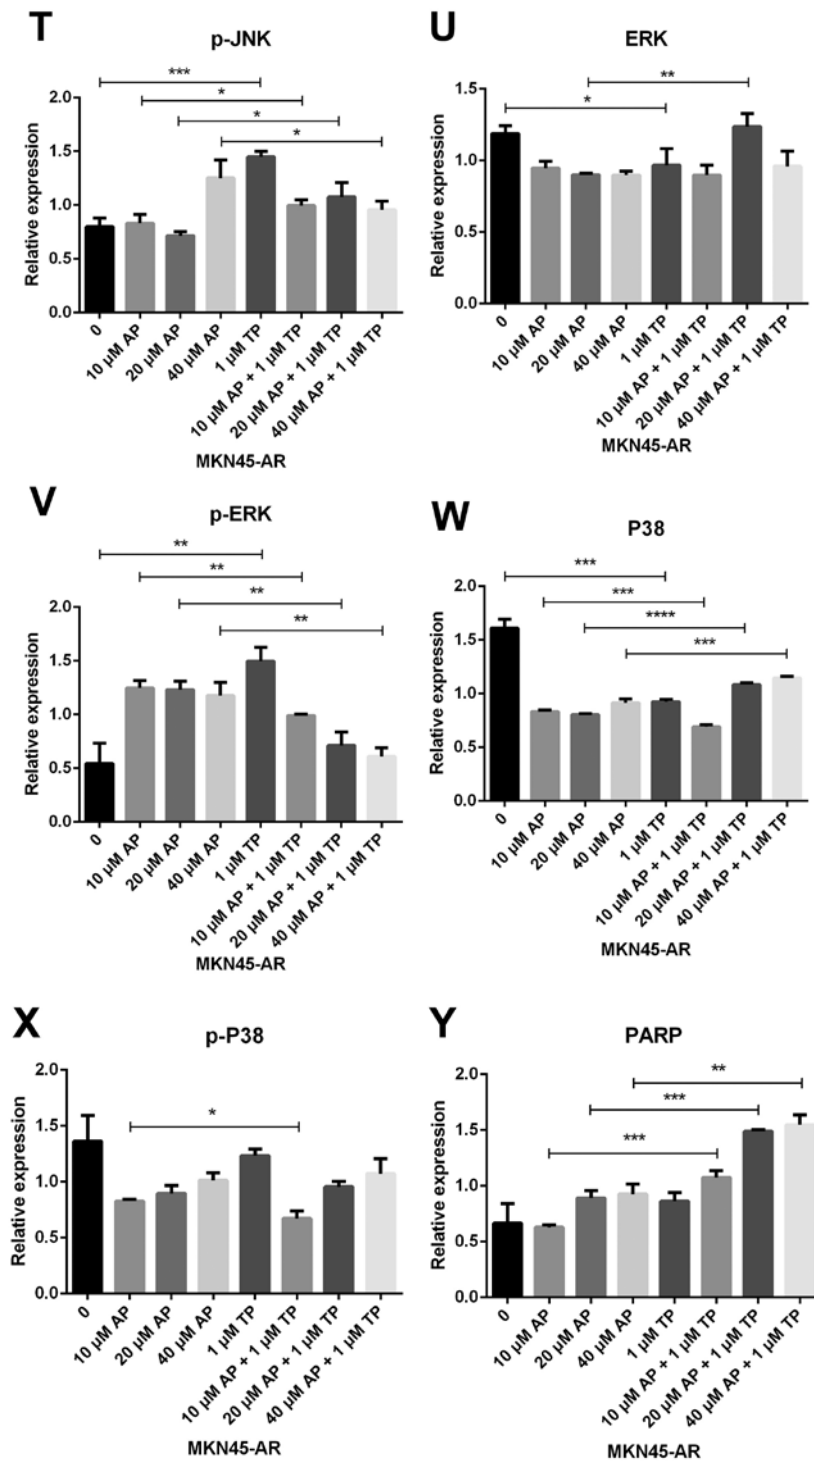 T
p-JNK
***
*
*
*
Relative expression
2.0
1.5
1.0
0.5
0.0
0
10 μM AP
20 μM AP
40 μM AP
1 μM TP
10 μM AP + 1 μM TP
20 μM AP + 1 μM TP
40 μM AP + 1 μM TP
MKN45-AR
U
ERK
**
*
Relative expression
1.5
1.0
0.5
0.0
0
10 μM AP
20 μM AP
40 μM AP
1 μM TP
10 μM AP + 1 μM TP
20 μM AP + 1 μM TP
40 μM AP + 1 μM TP
MKN45-AR
V
p-ERK
**
**
**
**
Relative expression
2.0
1.5
1.0
0.5
0.0
0
10 μM AP
20 μM AP
40 μM AP
1 μM TP
10 μM AP + 1 μM TP
20 μM AP + 1 μM TP
40 μM AP + 1 μM TP
MKN45-AR
W
P38
***
***
****
***
Relative expression
2.0
1.5
1.0
0.5
0.0
0
10 μM AP
20 μM AP
40 μM AP
1 μM TP
10 μM AP + 1 μM TP
20 μM AP + 1 μM TP
40 μM AP + 1 μM TP
MKN45-AR
X
p-P38
*
Relative expression
2.0
1.5
1.0
0.5
0.0
0
10 μM AP
20 μM AP
40 μM AP
1 μM TP
10 μM AP + 1 μM TP
20 μM AP + 1 μM TP
40 μM AP + 1 μM TP
MKN45-AR
Y
PARP
**
***
***
Relative expression
2.0
1.5
1.0
0.5
0.0
0
10 μM AP
20 μM AP
40 μM AP
1 μM TP
10 μM AP + 1 μM TP
20 μM AP + 1 μM TP
40 μM AP + 1 μM TP
MKN45-AR